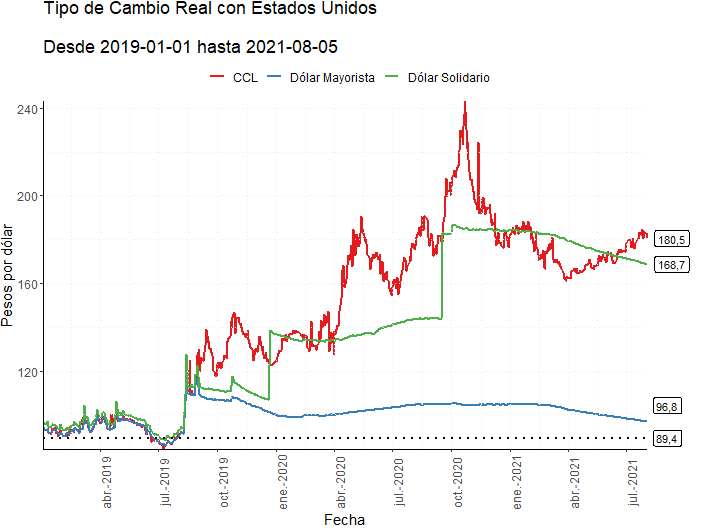 Tipo de Cambio Real con Estados Unidos
Desde 2019-01-01 hasta 2021-08-05
CCL Dólar Mayorista Dólar Solidario
Pesos por dólar
240
200
160
120
180,5
168,7
96,8
89,4
abr.-2019
jul.-2019
oct.-2019
ene.-2020
abr.-2020
jul.-2020
oct.-2020
ene.-2021
abr.-2021
jul.-2021
Fecha